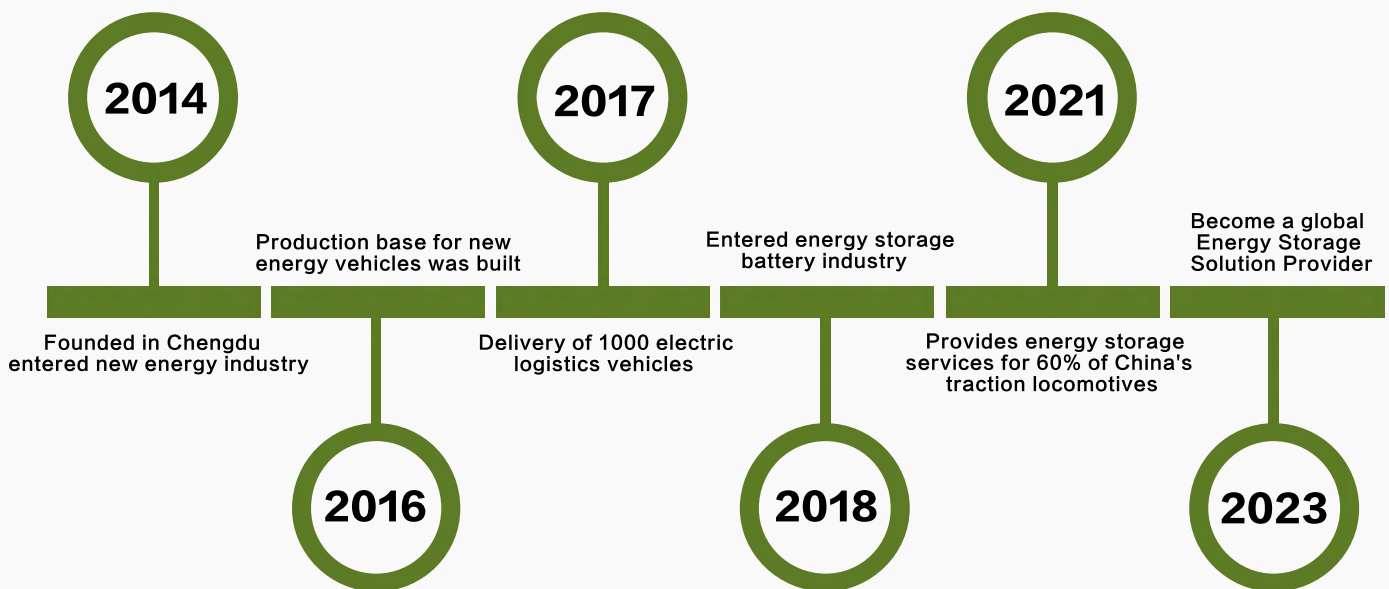 2014
Founded in Chengdu
entered new energy industry
Production base for new
energy vehicles was built
2016
2017
Delivery of 1000 electric
logistics vehicles
Entered energy storage
battery industry
2018
2021
Provides energy storage
services for 60% of China's
traction locomotives
Become a global
Energy Storage
Solution Provider
2023